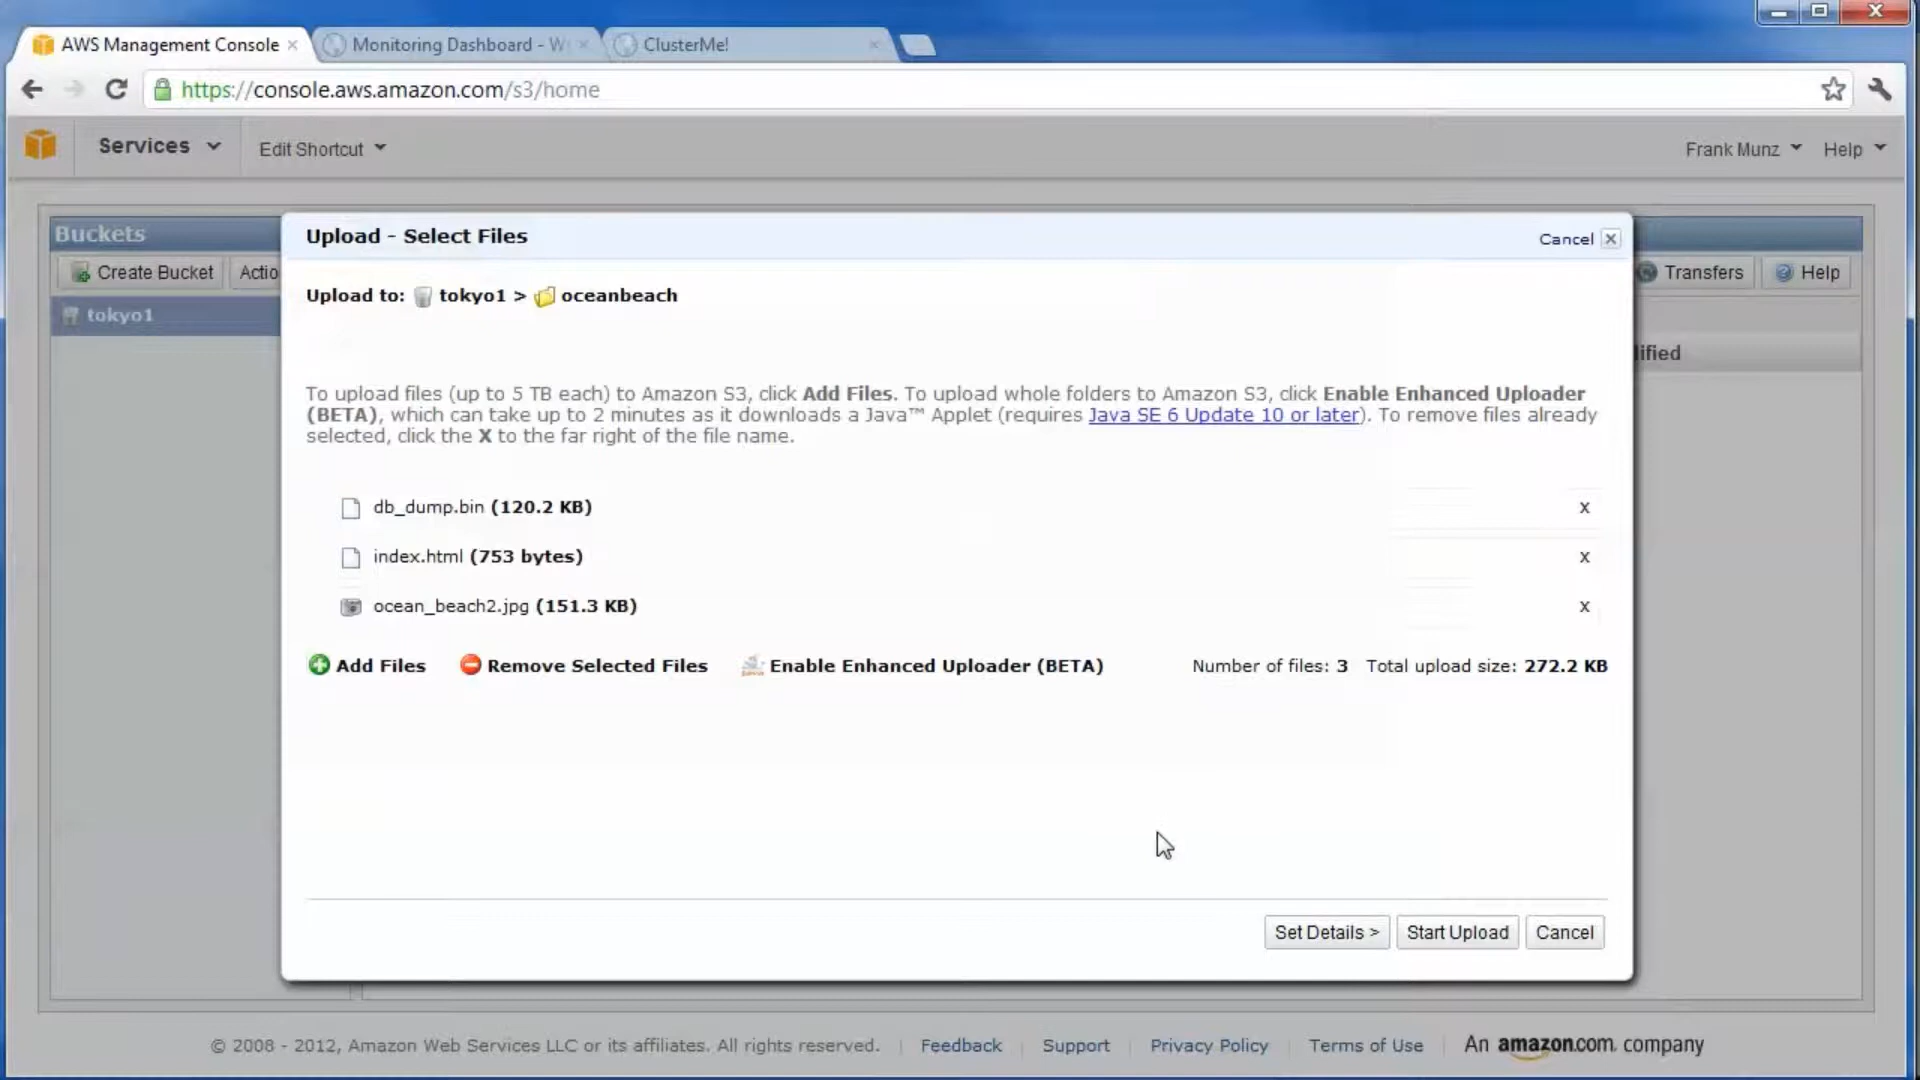 AWS Management Console
Monitoring Dashboard - W
ClusterMe!
https://console.aws.amazon.com/s3/home
Services
Edit Shortcut
Frank Munz
Help
Buckets
Create Bucket
Actio
Transfers
Help
tokyo1
lified
Upload - Select Files
Cancel
Upload to: tokyo1 > oceanbeach
To upload files (up to 5 TB each) to Amazon S3, click Add Files. To upload whole folders to Amazon S3, click Enable Enhanced Uploader
(BETA), which can take up to 2 minutes as it downloads a Java™ Applet (requires Java SE 6 Update 10 or later). To remove files already
selected, click the X to the far right of the file name.
db_dump.bin (120.2 KB) x
index.html (753 bytes) x
ocean_beach2.jpg (151.3 KB) x
Add Files Remove Selected Files Enable Enhanced Uploader (BETA) Number of files: 3 Total upload size: 272.2 KB
Set Details > Start Upload Cancel
© 2008 - 2012, Amazon Web Services LLC or its affiliates. All rights reserved. | Feedback | Support | Privacy Policy | Terms of Use | An amazon.com company